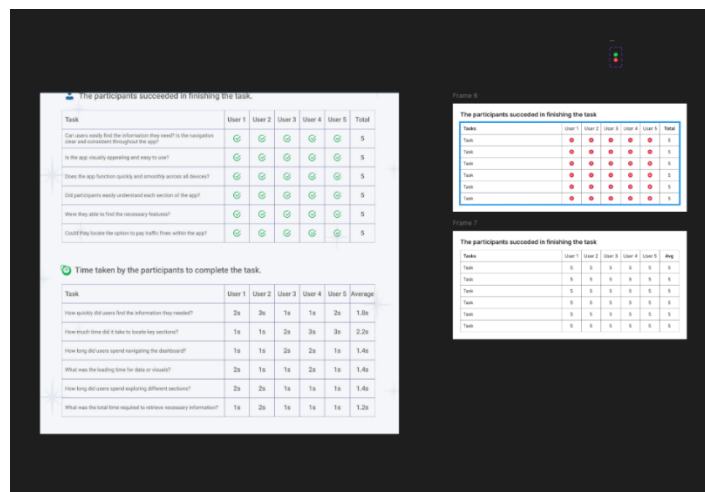 The participants succeeded in finishing the task.
Task User 1 User 2 User 3 User 4 User 5 Total
Can users easily find the information they need? Is the navigation
clear and consistent throughout the app? 5
Is the app visually appealing and easy to use? 5
Does the app function quickly and smoothly across all devices? 5
Did participants easily understand each section of the app? 5
Were they able to find the necessary features? 5
Could they locate the option to pay traffic fines within the app? 5
Time taken by the participants to complete the task.
Task User 1 User 2 User 3 User 4 User 5 Average
How quickly did users find the information they needed? 2s 3s 1s 1s 2s 1.8s
How much time did it take to locate key sections? 1s 1s 2s 3s 3s 2.2s
How long did users spend navigating the dashboard? 1s 1s 2s 2s 1s 1.4s
What was the loading time for data or visuals? 2s 1s 2s 1s 1s 1.4s
How long did users spend exploring different sections? 2s 2s 1s 1s 1s 1.4s
What was the total time required to retrieve necessary information? 1s 2s 1s 1s 1s 1.2s
Frame 6
The participants succoded in finishing the task
Tasks User 1 User 2 User 3 User 4 User 5 Total
Task 5
Task 5
Task 5
Task 5
Task 5
Task 5
Frame 7
The participants succoded in finishing the task
Tasks User 1 User 2 User 3 User 4 User 5 Avg
Task 5 5 5 5 5 5
Task 5 5 5 5 5 5
Task 5 5 5 5 5 5
Task 5 5 5 5 5 5
Task 5 5 5 5 5 5
Task 5 5 5 5 5 5